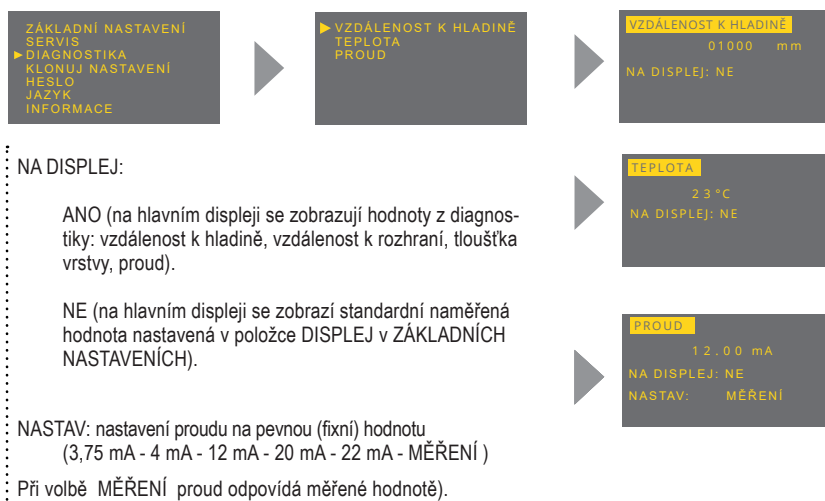 ZÁKLADNÍ NASTAVENÍ
SERVIS
DIAGNOSTIKA
KLONUJ NASTAVENÍ
HESLO
JAZYK
INFORMACE
VZDÁLENOST K HLADINĚ
TEPLOTA
PROUD
VZDÁLENOST K HLADINĚ
01000 mm
NA DISPLEJ: NE
NA DISPLEJ:
ANO (na hlavním displeji se zobrazují hodnoty z diagnos-
tiky: vzdálenost k hladině, vzdálenost k rozhraní, tloušťka
vrstvy, proud).
NE (na hlavním displeji se zobrazí standardní naměřená
hodnota nastavená v položce DISPLEJ v ZÁKLADNÍCH
NASTAVENÍCH).
NASTAV: nastavení proudu na pevnou (fixní) hodnotu
(3,75 mA - 4 mA - 12 mA - 20 mA - 22 mA - MĚŘENÍ )
Při volbě MĚŘENÍ proud odpovídá měřené hodnotě).
TEPLOTA
23°C
NA DISPLEJ: NE
PROUD
12.00 mA
NA DISPLEJ: NE
NASTAV: MĚŘENÍ